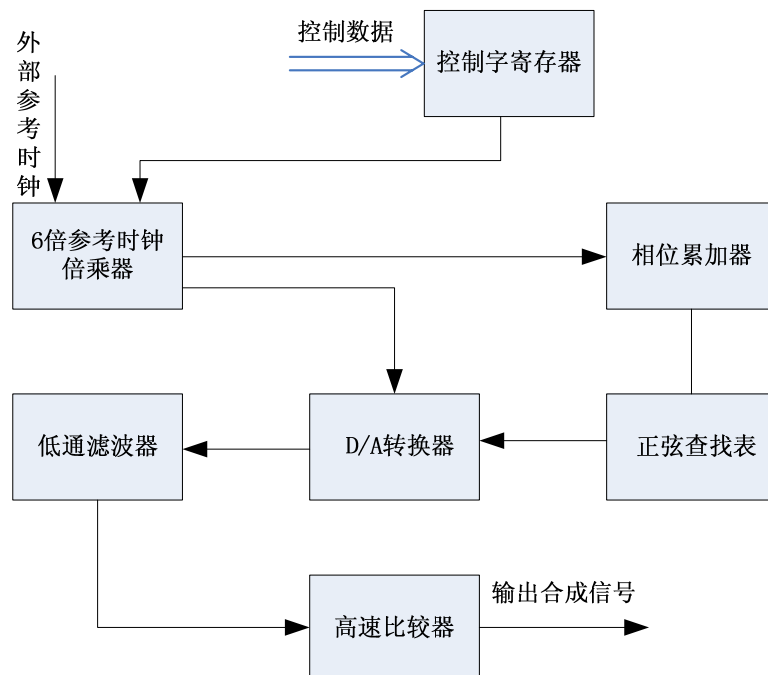 控制数据
控制字寄存器
外部参考时钟
6倍参考时钟
倍乘器
相位累加器
低通滤波器
D/A转换器
正弦查找表
高速比较器
输出合成信号